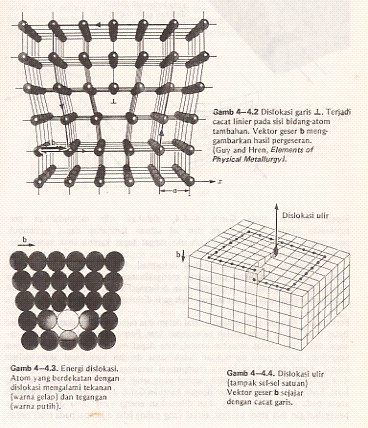 Gamb 4—4.2 Dislokasi garis ⊥. Terjadi
cacat linier pada sisi bidang-atom
tambahan. Vektor geser b meng-
gambarkan hasil pergeseran.
(Guy and Hren, Elements of
Physical Metallurgy).
⊥
b
a
x
b
Gamb 4—4.3. Energi dislokasi.
Atom yang berdekatan dengan
dislokasi mengalami tekanan
(warna gelap) dan tegangan
(warna putih).
Dislokasi ulir
b
Gamb 4—4.4. Dislokasi ulir
(tampak sel-sel satuan)
Vektor geser b sejajar
dengan cacat garis.